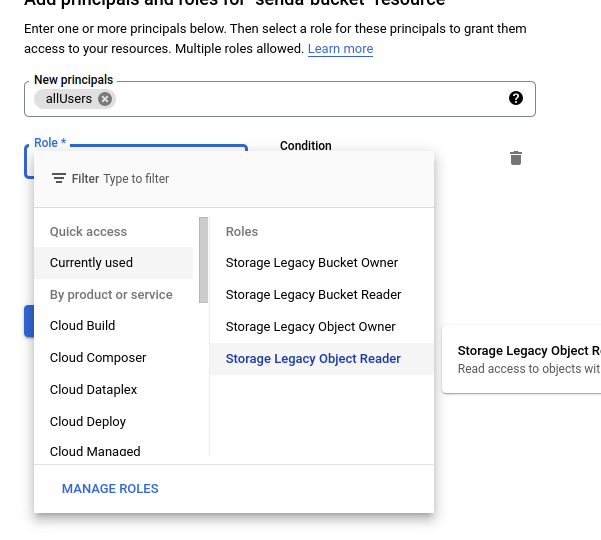 Add principals and roles for "senda-bucket" resource
Enter one or more principals below. Then select a role for these principals to grant them
access to your resources. Multiple roles allowed. Learn more
New principals
allUsers
Role *
Condition
Filter Type to filter
Quick access
Currently used
By product or service
Cloud Build
Cloud Composer
Cloud Dataplex
Cloud Deploy
Cloud Managed
Roles
Storage Legacy Bucket Owner
Storage Legacy Bucket Reader
Storage Legacy Object Owner
Storage Legacy Object Reader
MANAGE ROLES
Storage Legacy Object R
Read access to objects wit